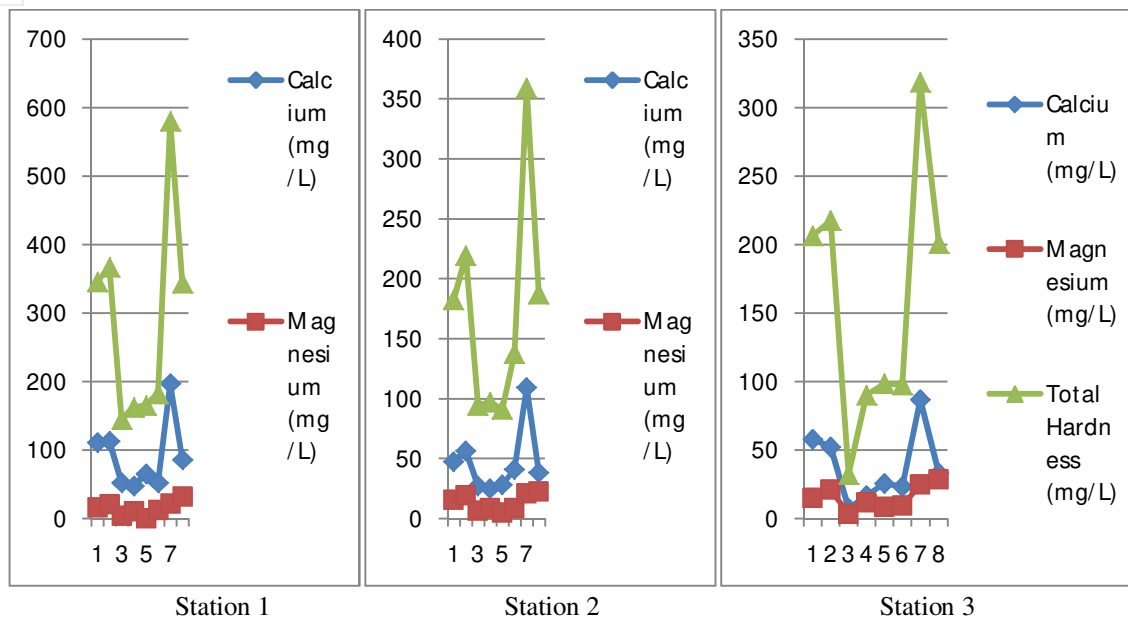 700
600
500
400
300
200
100
0
1 3 5 7
Calc
ium
(mg
/L)
Mag
nesi
um
(mg
/L)
Station 1
400
350
300
250
200
150
100
50
0
1 3 5 7
Calc
ium
(mg
/L)
Mag
nesi
um
(mg
/L)
Station 2
350
300
250
200
150
100
50
0
1 2 3 4 5 6 7 8
Calciu
m
(mg/L)
Magn
esium
(mg/L)
Total
Hardn
ess
(mg/L)
Station 3